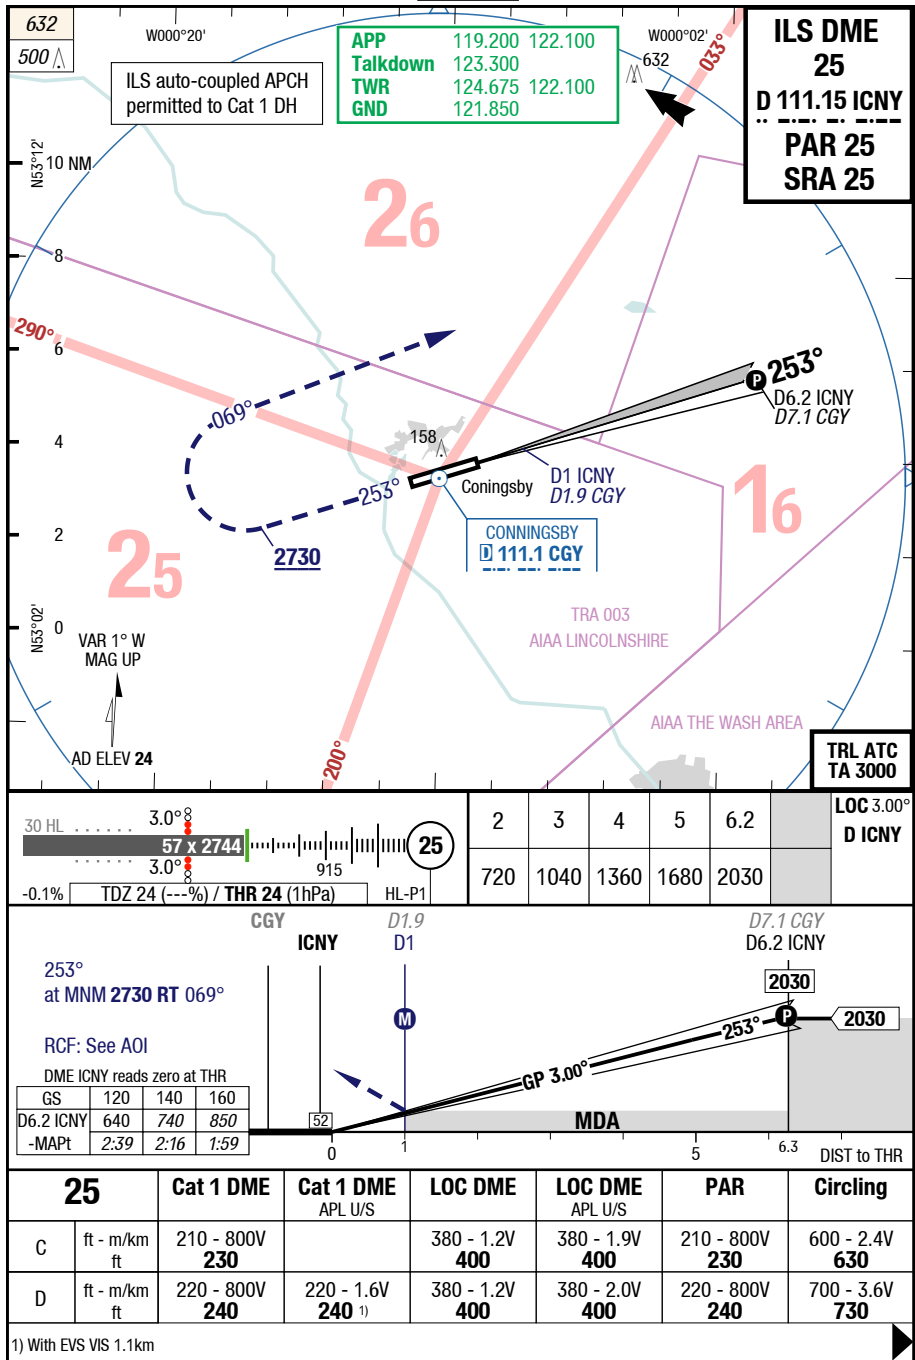 632
500
W000°20'
ILS auto-coupled APCH
permitted to Cat 1 DH
APP 119.200 122.100
Talkdown 123.300
TWR 124.675 122.100
GND 121.850
W000°02'
632
033°
ILS DME
25
D 111.15 ICNY
PAR 25
SRA 25
N53°12'
10 NM
26
8
290°
6
069°
253°
P
D6.2 ICNY
D7.1 CGY
4
158
253°
Coningsby
D1 ICNY
D1.9 CGY
16
2
25
2730
CONNINGSBY
D 111.1 CGY
N53°02'
0
TRA 003
AIAA LINCOLNSHIRE
VAR 1° W
MAG UP
AIAA THE WASH AREA
AD ELEV 24
200°
TRL ATC
TA 3000
30 HL
3.0°
57 x 2744
3.0°
915
25
-0.1%
TDZ 24 (---%) / THR 24 (1hPa)
HL-P1
2 3 4 5 6.2
720 1040 1360 1680 2030
LOC 3.00°
D ICNY
CGY
ICNY
D1.9
D1
D7.1 CGY
D6.2 ICNY
253°
at MNM 2730 RT 069°
RCF: See AOI
M
2030
P
2030
253°
GP 3.00°
MDA
DME ICNY reads zero at THR
GS 120 140 160
D6.2 ICNY 640 740 850
-MAPt 2:39 2:16 1:59
52
0 1 5 6.3 DIST to THR
25 Cat 1 DME Cat 1 DME LOC DME LOC DME PAR Circling
APL U/S APL U/S
C ft - m/km 210 - 800V 380 - 1.2V 380 - 1.9V 210 - 800V 600 - 2.4V
ft 230 400 400 230 630
D ft - m/km 220 - 800V 220 - 1.6V 380 - 1.2V 380 - 2.0V 220 - 800V 700 - 3.6V
ft 240 240 1) 400 400 240 730
1) With EVS VIS 1.1km